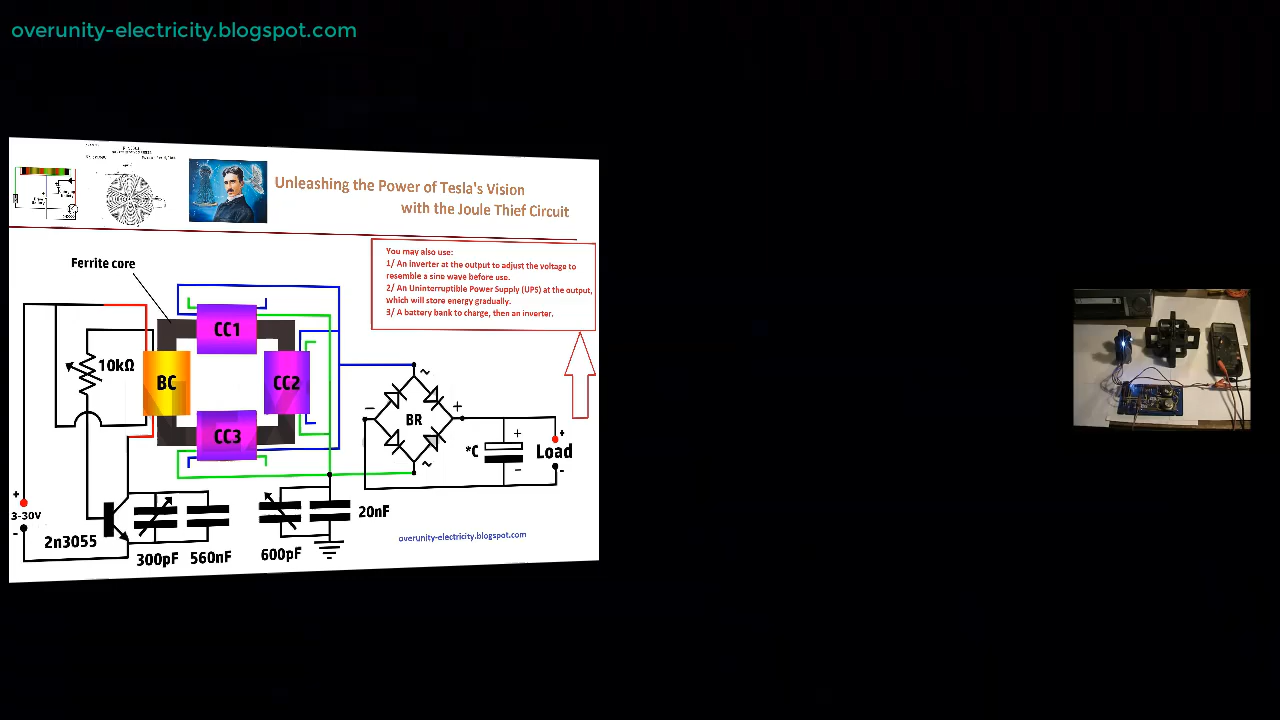 overunity-electricity.blogspot.com
Unleashing the Power of Tesla's Vision
with the Joule Thief Circuit
You may also use:
1/ An inverter at the output to adjust the voltage to
resemble a sine wave before use.
2/ An Uninterruptible Power Supply (UPS) at the output,
which will store energy gradually.
3/ A battery bank to charge, then an inverter.
Ferrite core
CC1
10kΩ
BC
CC2
CC3
~
− BR +
~
*C
+
−
Load
+
-
+
3-30V
-
2n3055
300pF
560nF
600pF
20nF
overunity-electricity.blogspot.com